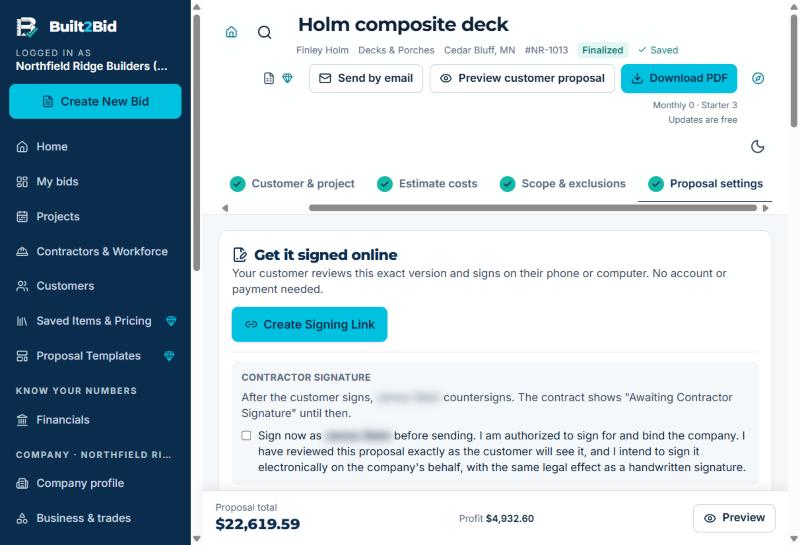 Built2Bid
LOGGED IN AS
Northfield Ridge Builders (...
Create New Bid
Home
My bids
Projects
Contractors & Workforce
Customers
Saved Items & Pricing
Proposal Templates
KNOW YOUR NUMBERS
Financials
COMPANY · NORTHFIELD RI...
Company profile
Business & trades
Holm composite deck
Finley Holm Decks & Porches Cedar Bluff, MN #NR-1013 Finalized Saved
Send by email Preview customer proposal Download PDF
Monthly 0 · Starter 3
Updates are free
Customer & project Estimate costs Scope & exclusions Proposal settings
Get it signed online
Your customer reviews this exact version and signs on their phone or computer. No account or
payment needed.
Create Signing Link
CONTRACTOR SIGNATURE
After the customer signs, countersigns. The contract shows "Awaiting Contractor
Signature" until then.
Sign now as before sending. I am authorized to sign for and bind the company. I
have reviewed this proposal exactly as the customer will see it, and I intend to sign it
electronically on the company's behalf, with the same legal effect as a handwritten signature.
Proposal total
$22,619.59
Profit $4,932.60
Preview